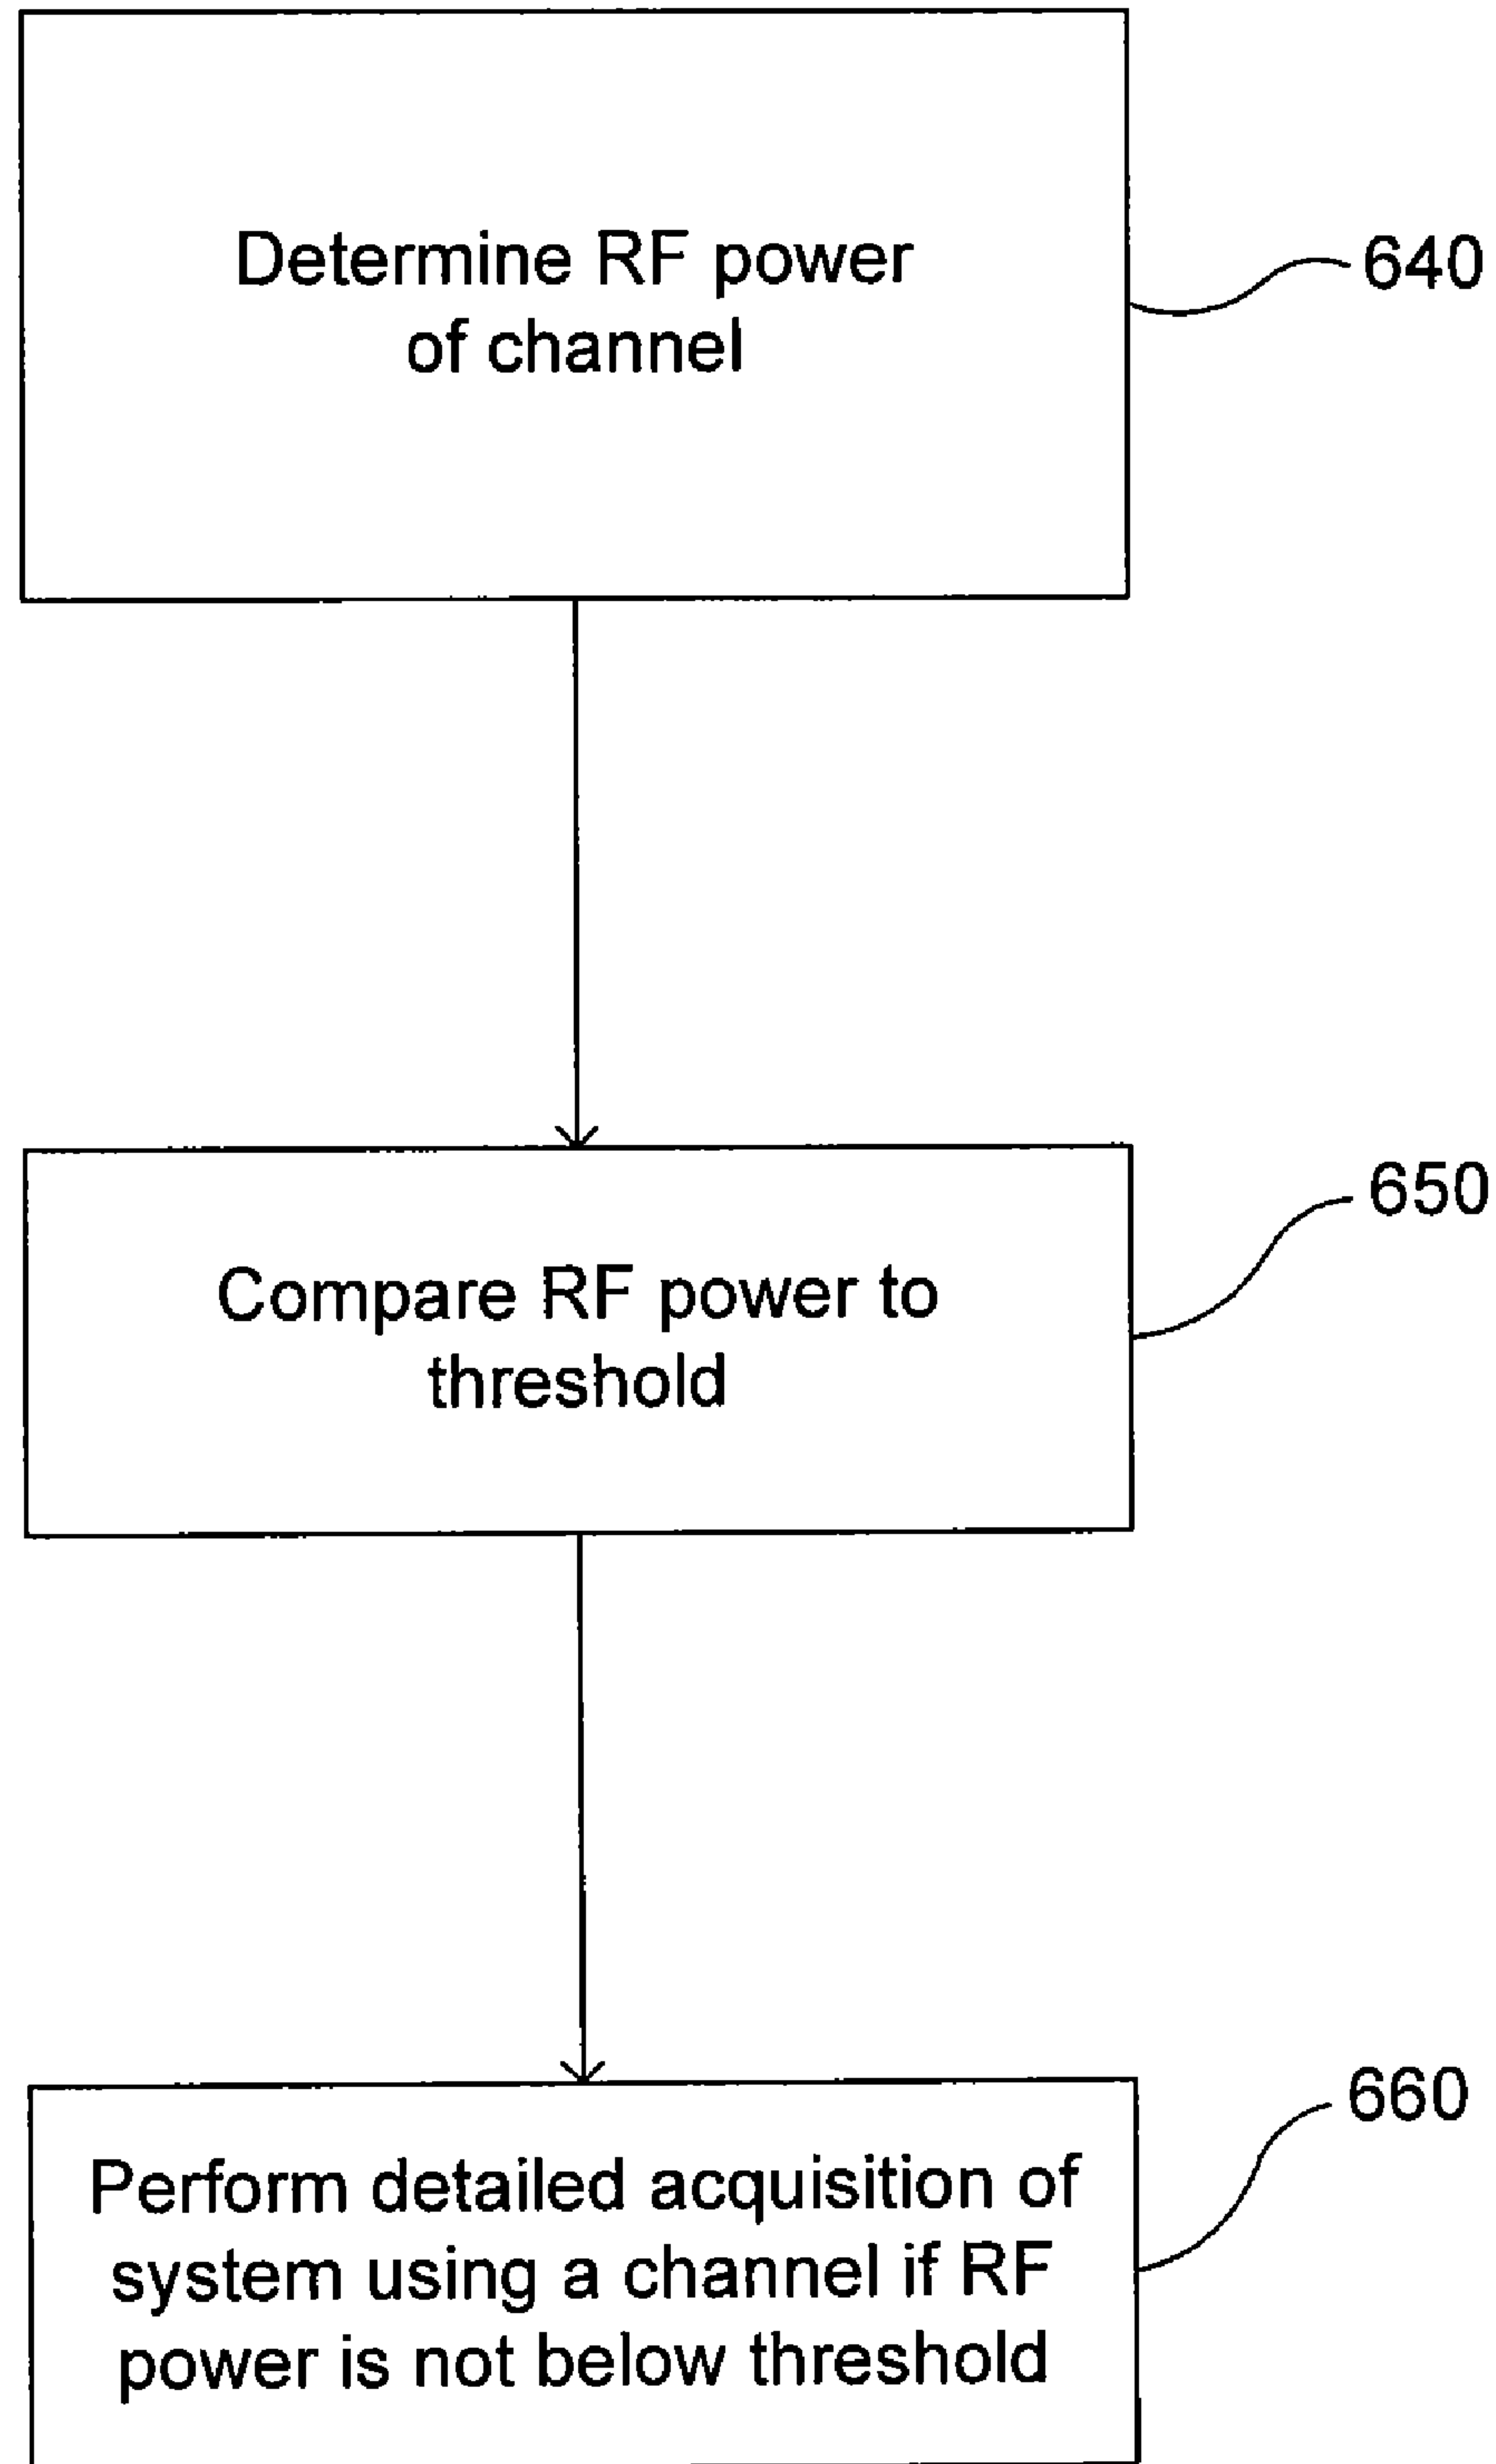 Determine RF power
of channel
640
Compare RF power to
threshold
650
Perform detailed acquisition of
system using a channel if RF
power is not below threshold
660